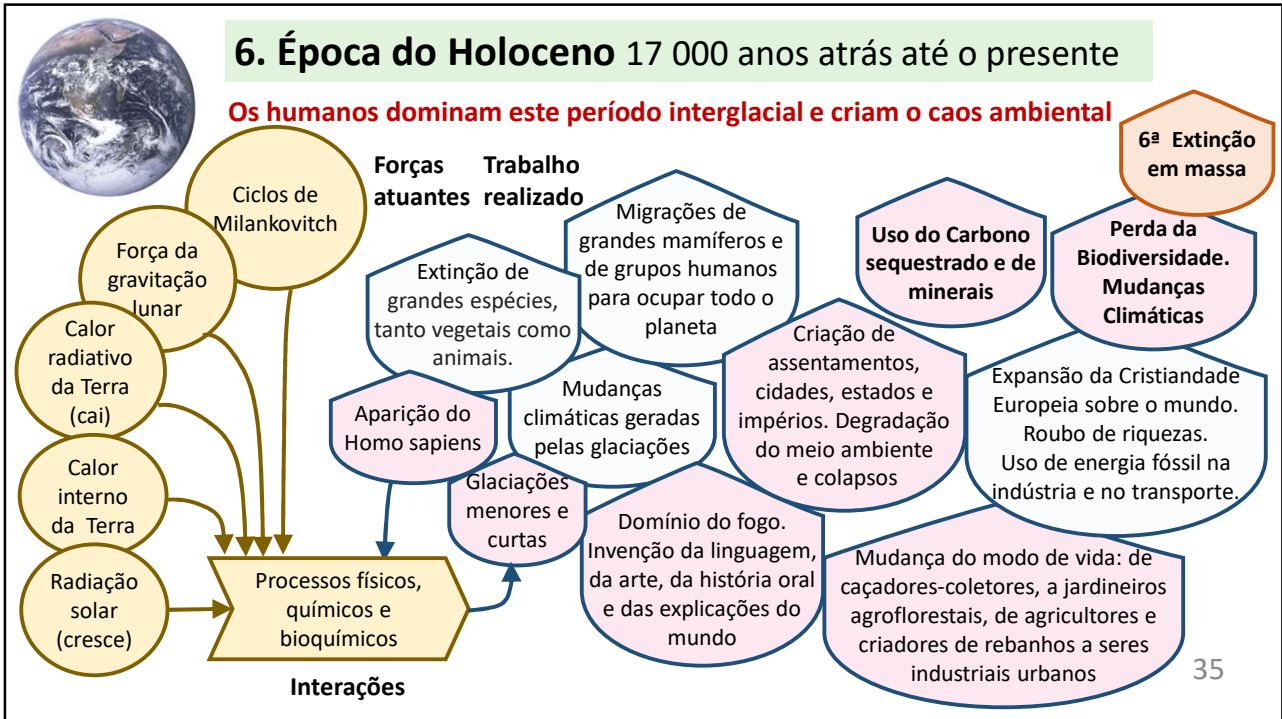 6. Época do Holoceno 17 000 anos atrás até o presente
Os humanos dominam este período interglacial e criam o caos ambiental
6ª Extinção
em massa
Forças
atuantes
Trabalho
realizado
Ciclos de
Milankovitch
Força da
gravitação
lunar
Calor
radiativo
da Terra
(cai)
Calor
interno
da Terra
Radiação
solar
(cresce)
Processos físicos,
químicos e
bioquímicos
Interações
Aparição do
Homo sapiens
Extinção de
grandes espécies,
tanto vegetais como
animais.
Glaciações
menores e
curtas
Mudanças
climáticas geradas
pelas glaciações
Migrações de
grandes mamíferos e
de grupos humanos
para ocupar todo o
planeta
Domínio do fogo.
Invenção da linguagem,
da arte, da história oral
e das explicações do
mundo
Criação de
assentamentos,
cidades, estados e
impérios. Degradação
do meio ambiente
e colapsos
Uso do Carbono
sequestrado e de
minerais
Perda da
Biodiversidade.
Mudanças
Climáticas
Expansão da Cristiandade
Europeia sobre o mundo.
Roubo de riquezas.
Uso de energia fóssil na
indústria e no transporte.
Mudança do modo de vida: de
caçadores-coletores, a jardineiros
agroflorestais, de agricultores e
criadores de rebanhos a seres
industriais urbanos
35